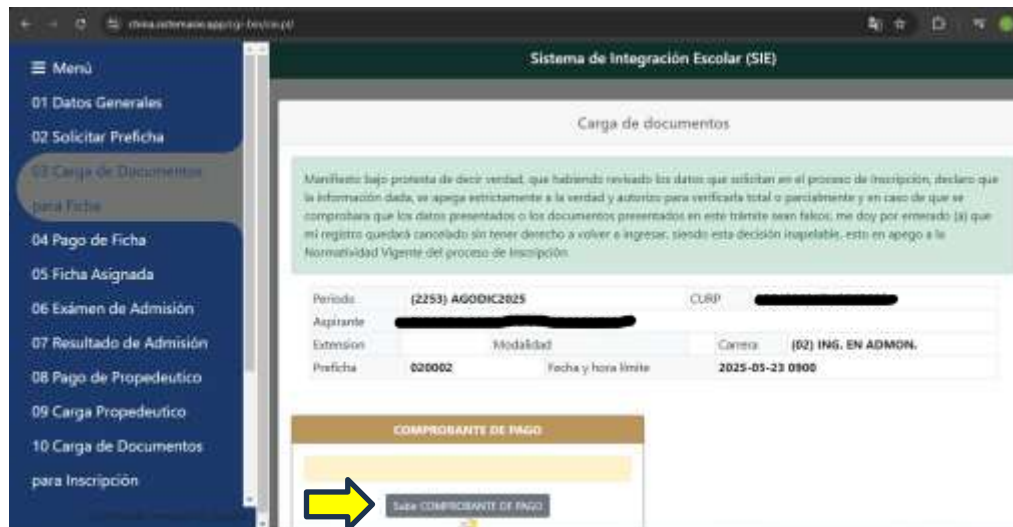 Sistema de Integración Escolar (SIE)
Menú
01 Datos Generales
02 Solicitar Preficha
03 Carga de Documentos
para Ficha
04 Pago de Ficha
05 Ficha Asignada
06 Exámen de Admisión
07 Resultado de Admisión
08 Pago de Propedeutico
09 Carga Propedeutico
10 Carga de Documentos
para Inscripción
Carga de documentos
Manifiesto bajo protesta de decir verdad, que habiendo revisado los datos que solicitan en el proceso de Inscripción, declaro que
la información dada, se apega estrictamente a la verdad y autorizo para verificarla total o parcialmente y en caso de que se
comprobara que los datos presentados o los documentos presentados en este trámite sean falsos, me doy por enterado (a) que
mi registro quedará cancelado sin tener derecho a volver a ingresar, siendo esta decisión inapelable, esto en apego a la
Normatividad Vigente del proceso de Inscripción
Periodo (2253) AGODIC2025 CURP
Aspirante
Extension Modalidad Carrera (02) ING. EN ADMON.
Preficha 020002 Fecha y hora límite 2025-05-23 0900
COMPROBANTE DE PAGO
Subir COMPROBANTE DE PAGO